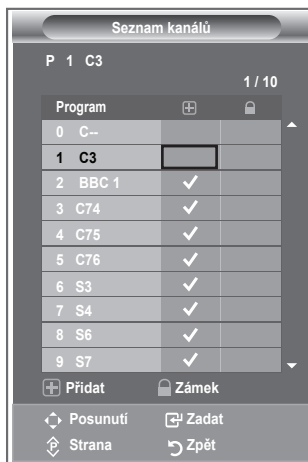 Seznam kanálů
P 1 C3
1 / 10
Program
0 C--
1 C3
2 BBC 1
3 C74
4 C75
5 C76
6 S3
7 S4
8 S6
9 S7
Přidat Zámek
Posunutí Zadat
P Strana Zpět